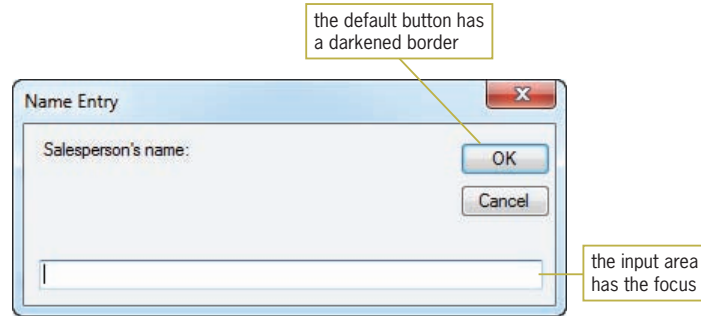 the default button has
a darkened border
Name Entry
Salesperson's name:
OK
Cancel
the input area
has the focus